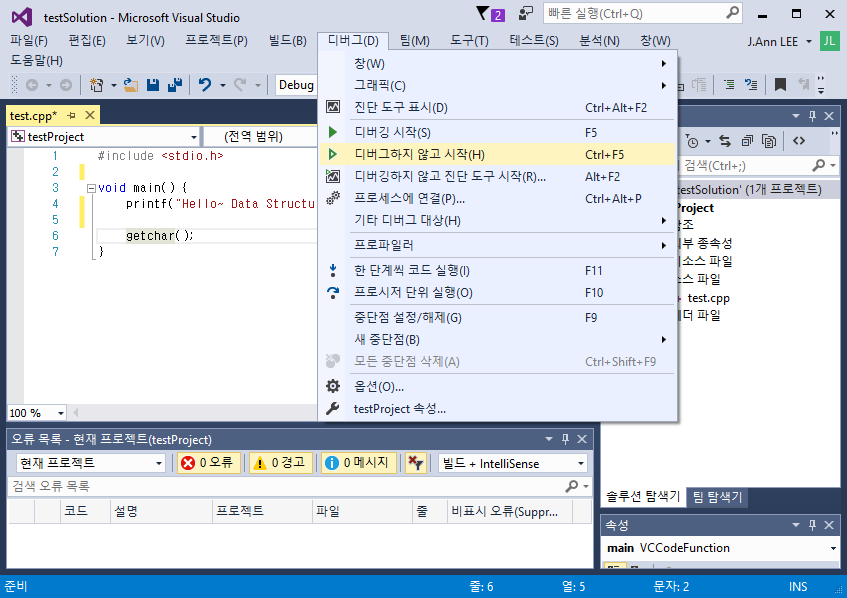 testSolution - Microsoft Visual Studio
2
빠른 실행(Ctrl+Q)
파일(F) 편집(E) 보기(V) 프로젝트(P) 빌드(B) 디버그(D) 팀(M) 도구(T) 테스트(S) 분석(N) 창(W) J.Ann LEE JL
도움말(H)
Debug
창(W)
그래픽(C)
진단 도구 표시(D) Ctrl+Alt+F2
디버깅 시작(S) F5
디버그하지 않고 시작(H) Ctrl+F5
디버깅하지 않고 진단 도구 시작(R)... Alt+F2
프로세스에 연결(P)... Ctrl+Alt+P
기타 디버그 대상(H)
프로파일러
한 단계씩 코드 실행(I) F11
프로시저 단위 실행(O) F10
중단점 설정/해제(G) F9
새 중단점(B)
모든 중단점 삭제(A) Ctrl+Shift+F9
옵션(O)...
testProject 속성...
test.cpp*
testProject (전역 범위)
1 #include <stdio.h>
2
3 void main() {
4 printf("Hello~ Data Structu
5
6 getchar();
7 }
100 %
검색(Ctrl+;)
testSolution' (1개 프로젝트)
Project
참조
외부 종속성
리소스 파일
소스 파일
test.cpp
헤더 파일
오류 목록 - 현재 프로젝트(testProject)
현재 프로젝트 0 오류 0 경고 0 메시지 빌드 + IntelliSense
검색 오류 목록
코드 설명 프로젝트 파일 줄 비표시 오류(Suppr...
솔루션 탐색기 팀 탐색기
속성
main VCCodeFunction
준비 줄: 6 열: 5 문자: 2 INS